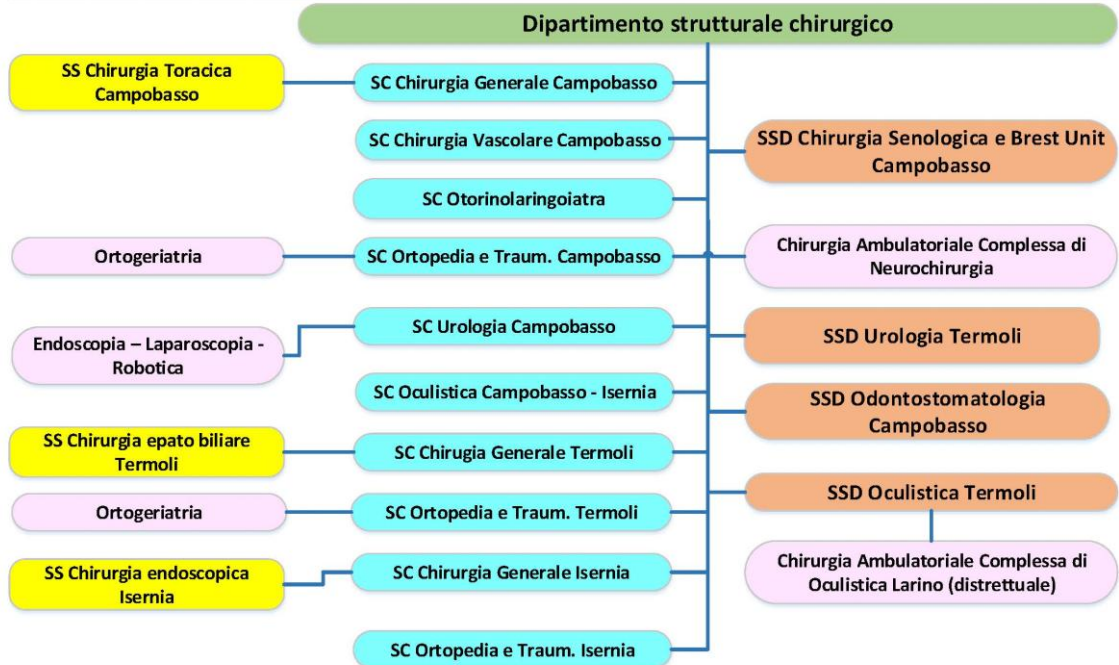 Dipartimento strutturale chirurgico
SS Chirurgia Toracica
Campobasso
SC Chirurgia Generale Campobasso
SC Chirurgia Vascolare Campobasso
SSD Chirurgia Senologica e Brest Unit
Campobasso
SC Otorinolaringoiatra
Ortogeriatria
SC Ortopedia e Traum. Campobasso
Chirurgia Ambulatoriale Complessa di
Neurochirurgia
Endoscopia – Laparoscopia -
Robotica
SC Urologia Campobasso
SSD Urologia Termoli
SC Oculistica Campobasso - Isernia
SSD Odontostomatologia
Campobasso
SS Chirurgia epato biliare
Termoli
SC Chirugia Generale Termoli
Ortogeriatria
SC Ortopedia e Traum. Termoli
SSD Oculistica Termoli
SS Chirurgia endoscopica
Isernia
SC Chirurgia Generale Isernia
Chirurgia Ambulatoriale Complessa di
Oculistica Larino (distrettuale)
SC Ortopedia e Traum. Isernia